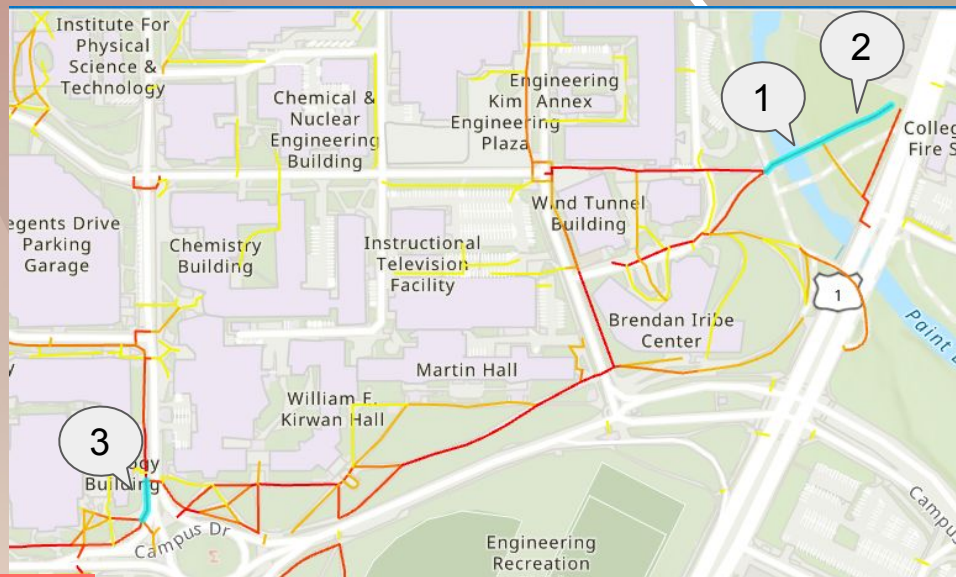 Institute For
Physical
Science &
Technology
Chemical &
Nuclear
Engineering
Building
Engineering
Kim Annex
Engineering
Plaza
1
2
Colleg
Fire S
egents Drive
Parking
Garage
Chemistry
Building
Instructional
Television
Facility
Wind Tunnel
Building
1
Brendan Iribe
Center
Paint B
Martin Hall
William E.
Kirwan Hall
y
3
ogy
Building
Campus Dr
Engineering
Recreation
Campus